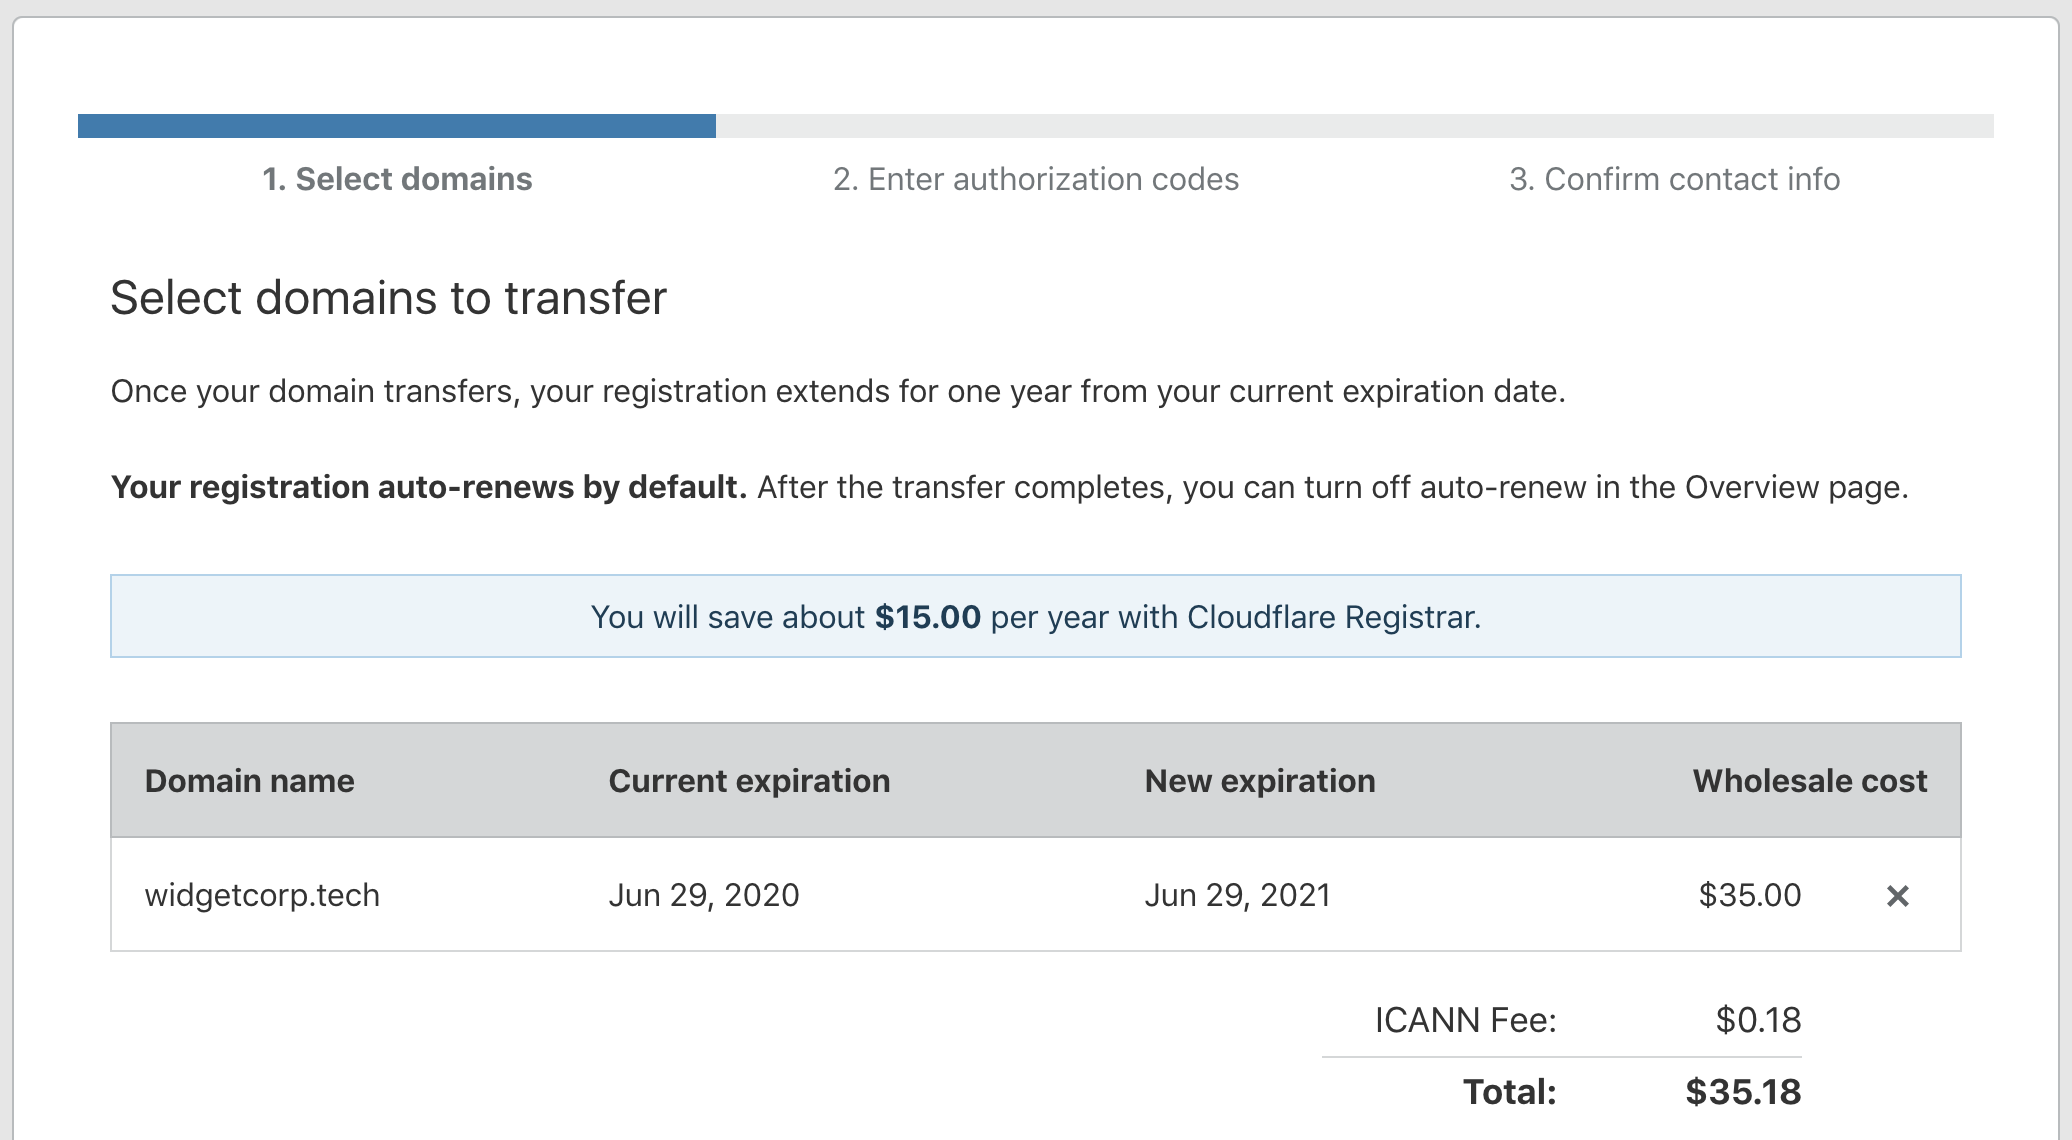 1. Select domains
2. Enter authorization codes
3. Confirm contact info
Select domains to transfer
Once your domain transfers, your registration extends for one year from your current expiration date.
Your registration auto-renews by default. After the transfer completes, you can turn off auto-renew in the Overview page.
You will save about $15.00 per year with Cloudflare Registrar.
Domain name Current expiration New expiration Wholesale cost
widgetcorp.tech Jun 29, 2020 Jun 29, 2021 $35.00 ×
ICANN Fee: $0.18
Total: $35.18